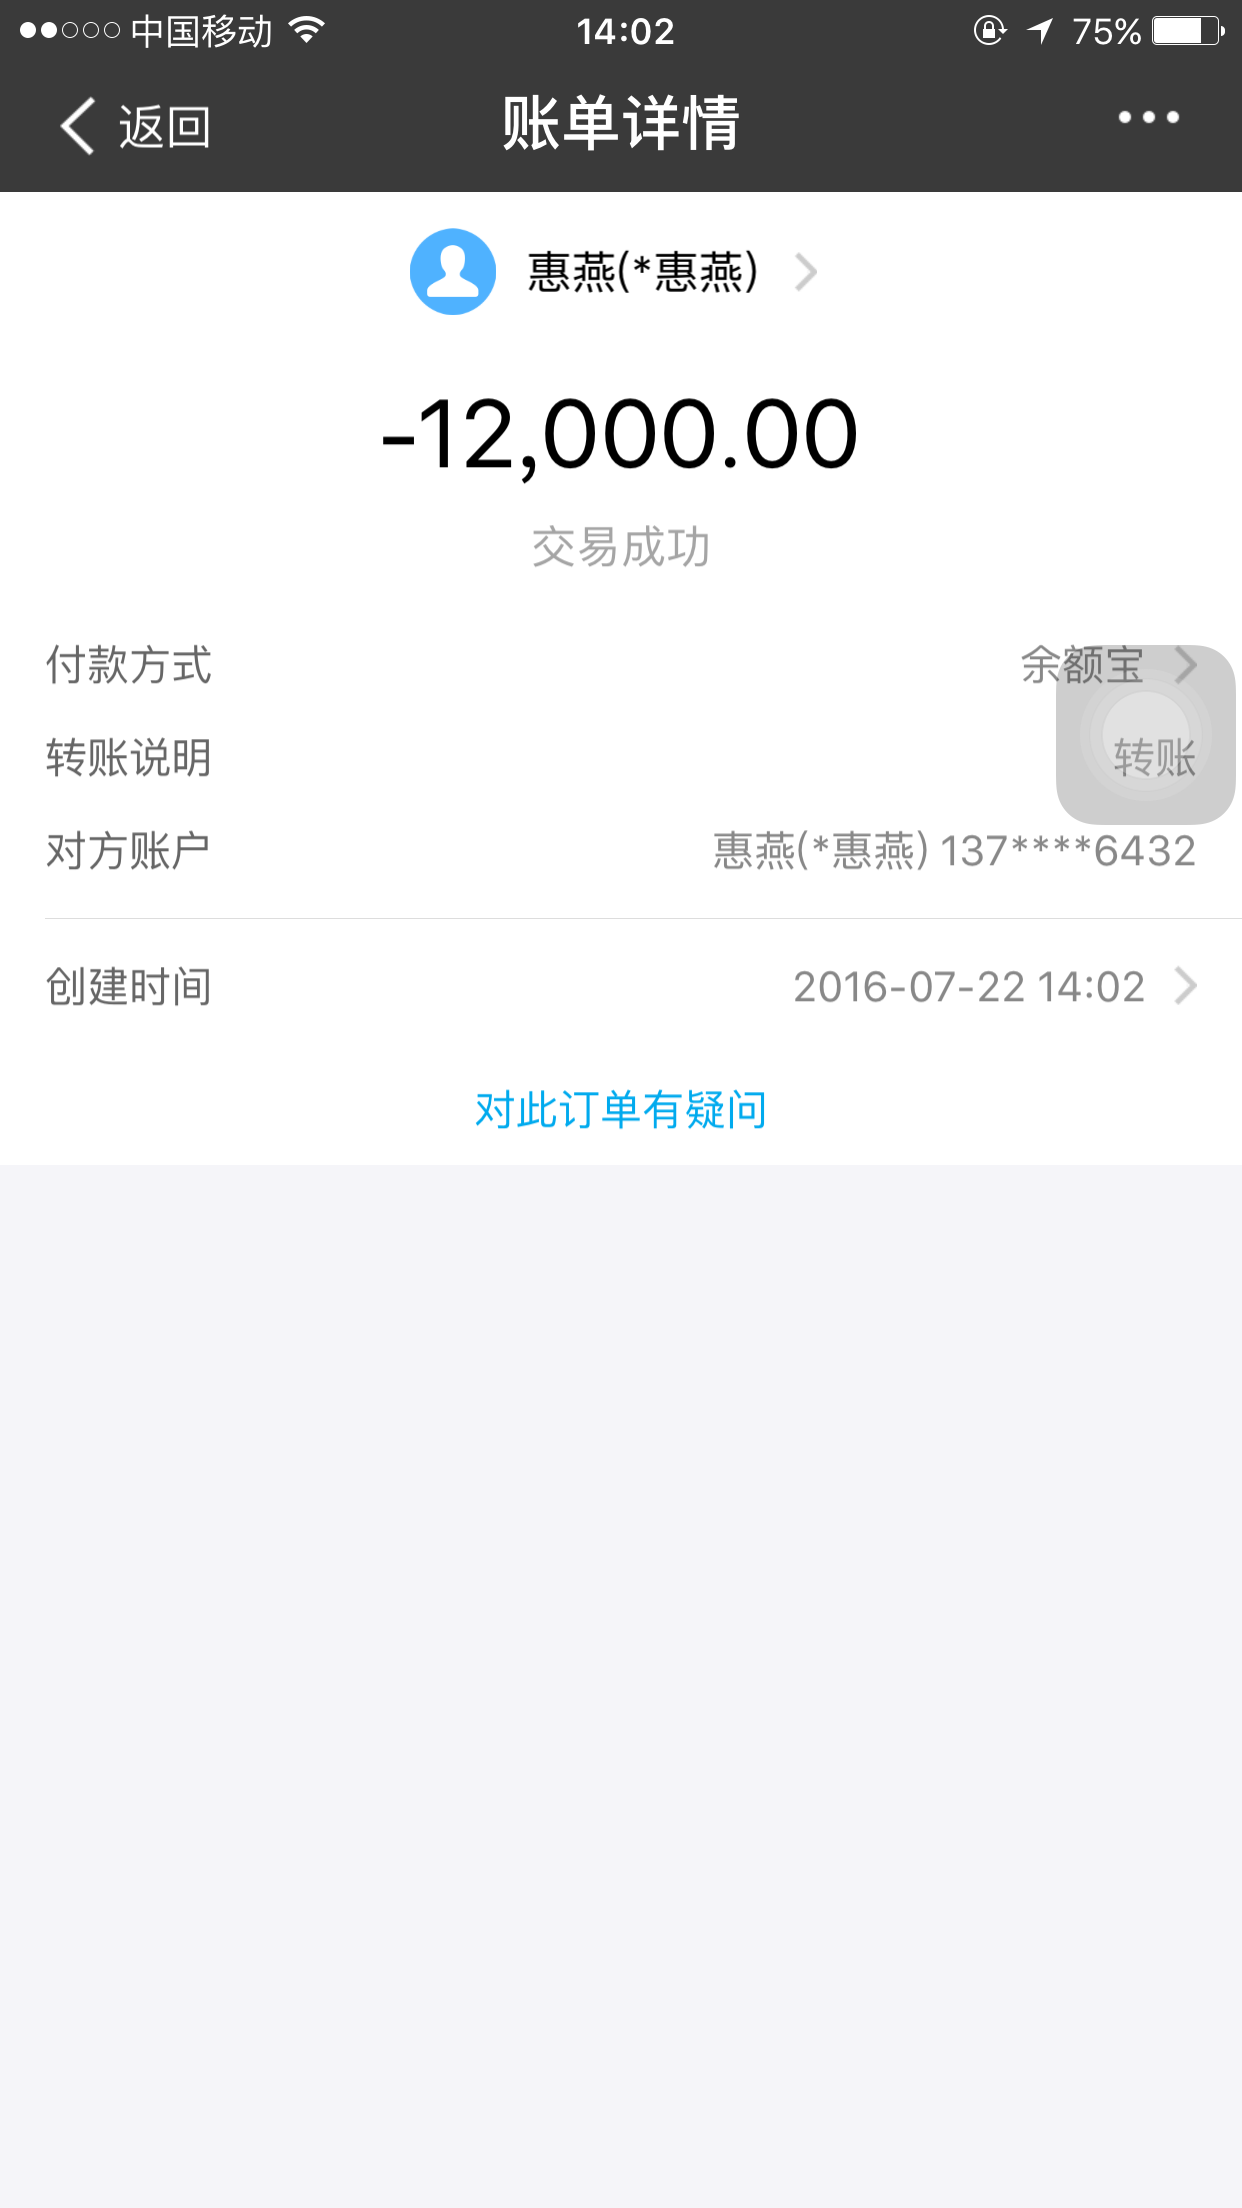 中国移动 14:02 75%
返回 账单详情
惠燕(*惠燕)
-12,000.00
交易成功
付款方式 余额宝
转账说明 转账
对方账户 惠燕(*惠燕) 137****6432
创建时间 2016-07-22 14:02
对此订单有疑问